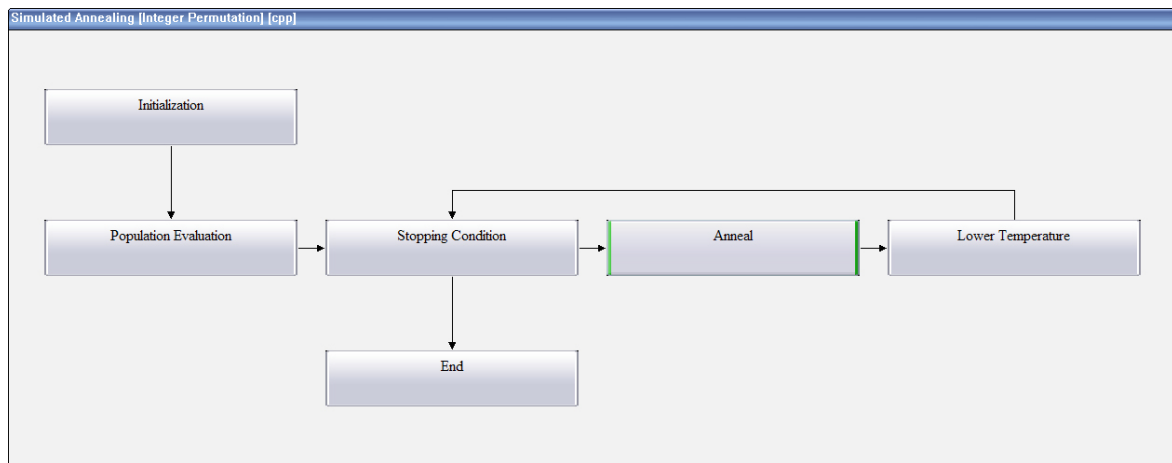 Simulated Annealing [Integer Permutation] [cpp]
Initialization
Population Evaluation
Stopping Condition
Anneal
Lower Temperature
End